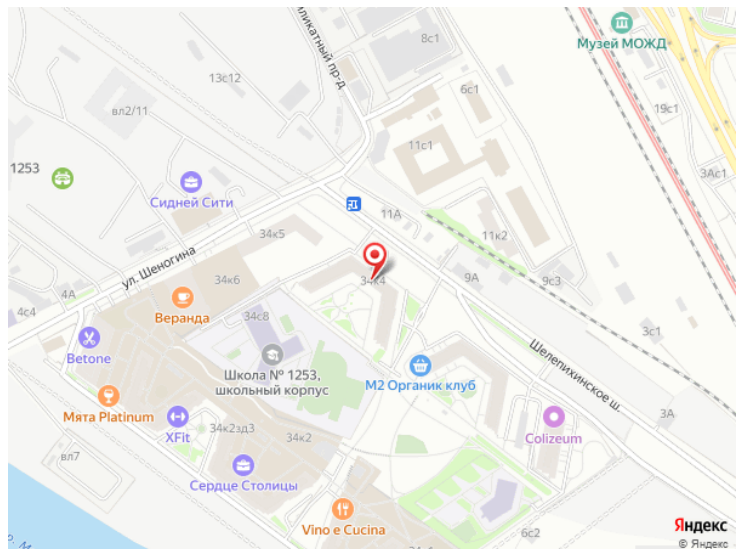 Музей МОЖД
8с1
ликатный пр-д
13с12
6с1
вл2/11
19с1
11с1
1253
3Ас1
Сидней Сити
11А
34к5
11к2
ул. Шеногина
34к6
34к4
9А
9с3
4А
4с4
Веранда
34с8
3с1
Betone
Шелепихинское ш.
Школа № 1253,
школьный корпус
М2 Органик клуб
Мята Platinum
3А
XFit
34к2зд3
34к2
Colizeum
вл7
Сердце Столицы
Vino e Cucina
6с2
Яндекс
© Яндекс